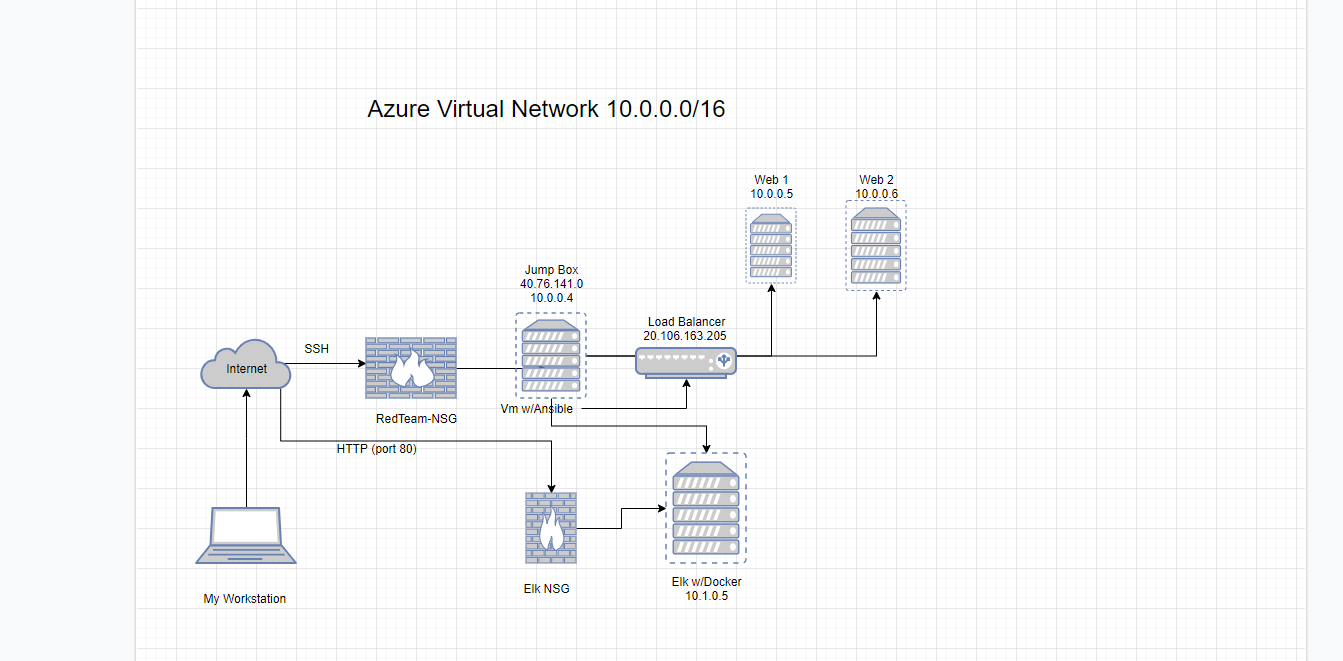 Azure Virtual Network 10.0.0.0/16
Web 1
10.0.0.5
Web 2
10.0.0.6
Jump Box
40.76.141.0
10.0.0.4
Load Balancer
20.106.163.205
SSH
Internet
RedTeam-NSG
Vm w/Ansible
HTTP (port 80)
Elk NSG
Elk w/Docker
10.1.0.5
My Workstation